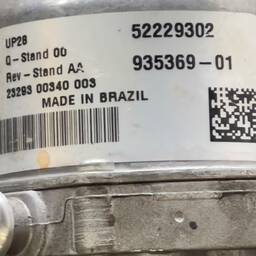 UP28
Q-Stand 00
Rev-Stand AA
23293 00340 003
52229302
935369-01
MADE IN BRAZIL